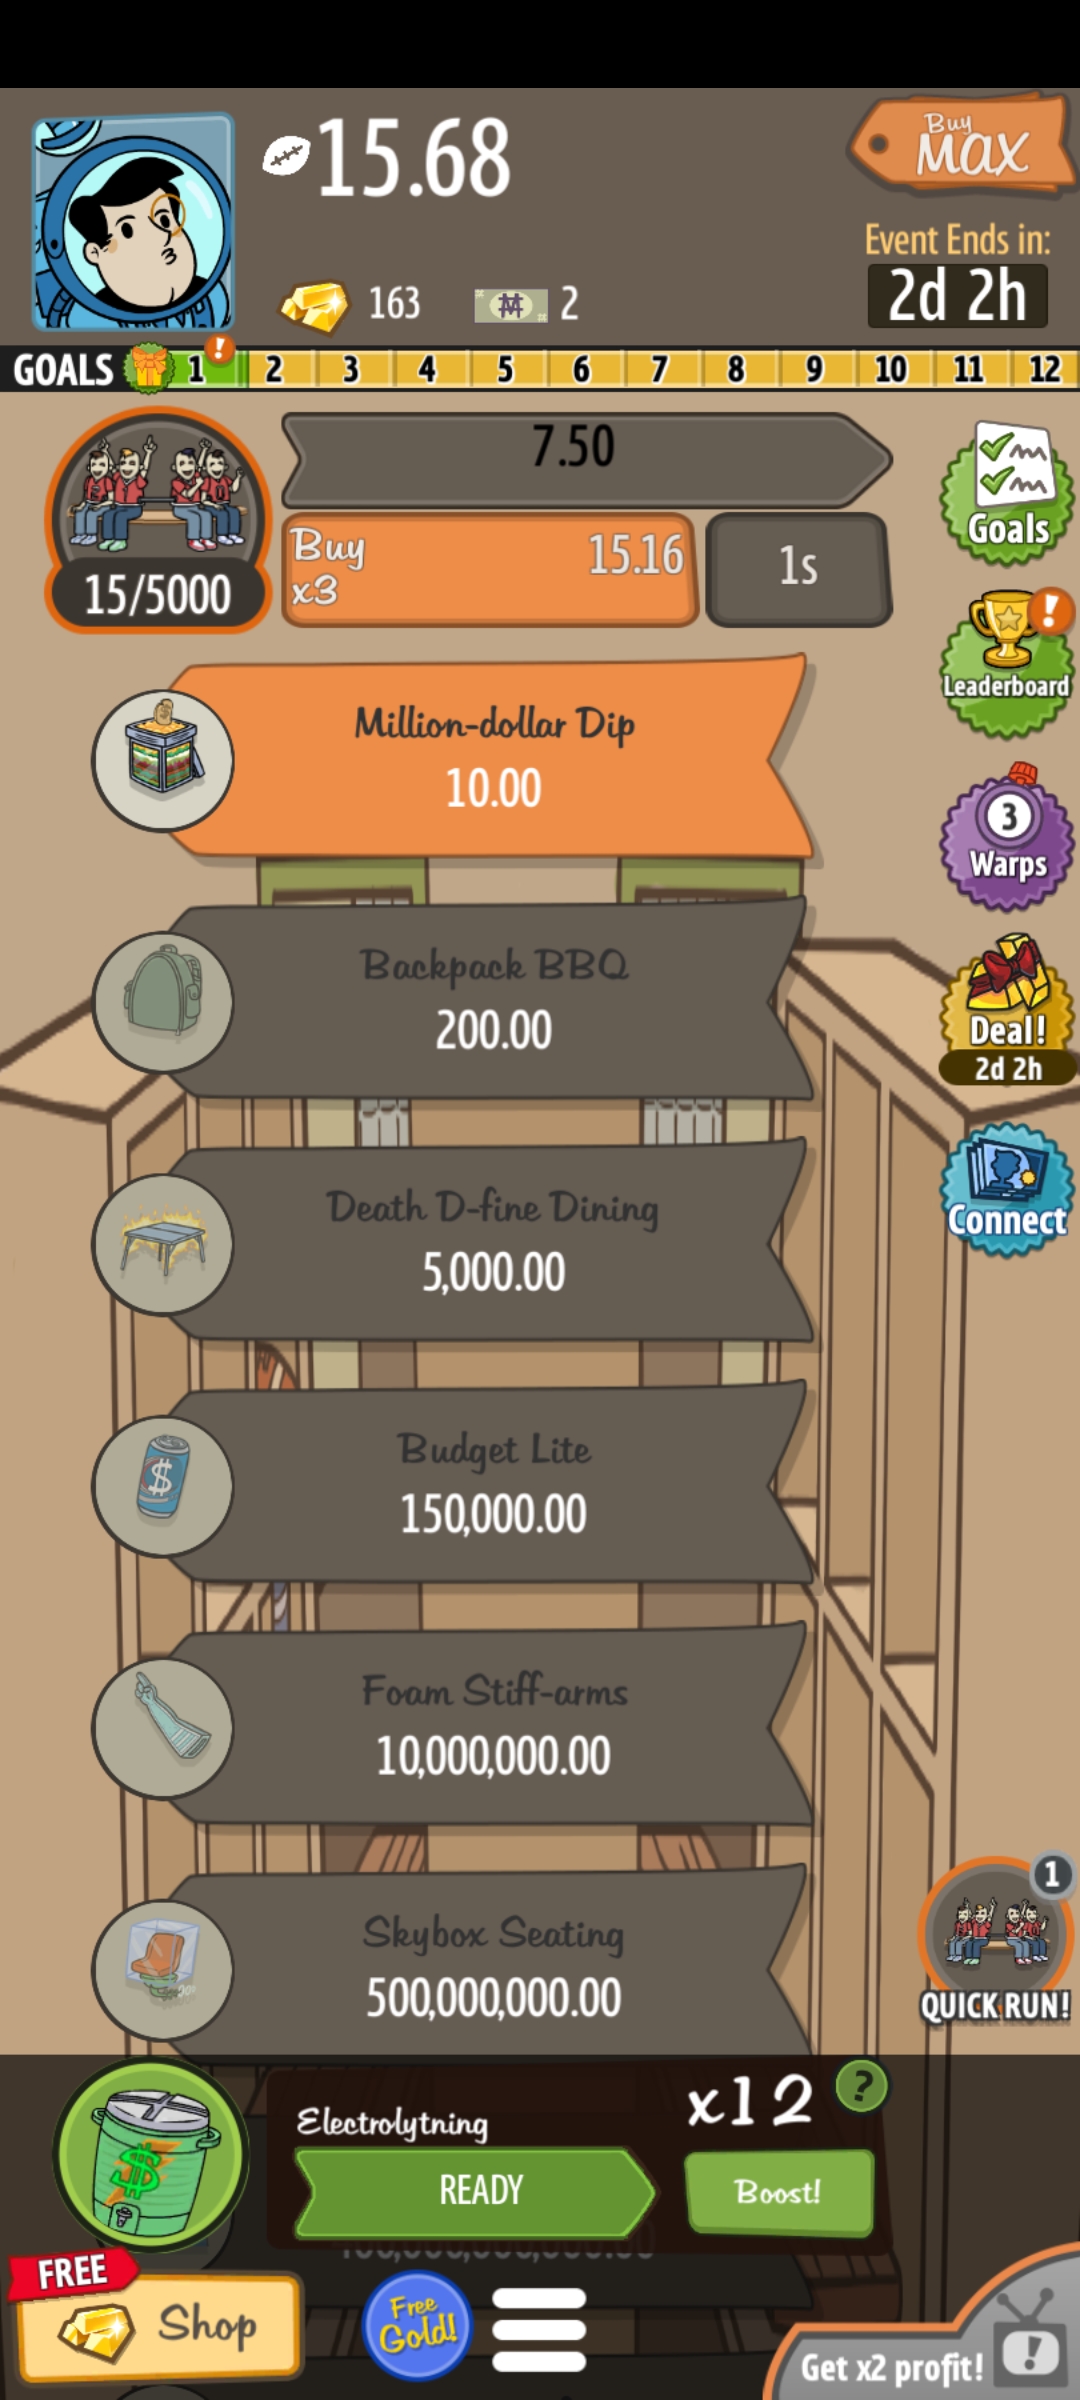 15.68
Buy
MAX
163
2
Event Ends in:
2d 2h
GOALS 1 ! 2 3 4 5 6 7 8 9 10 11 12
7.50
15/5000
Buy
x3
15.16
1s
Goals
Million-dollar Dip
10.00
!
Leaderboard
3
Warps
Backpack BBQ
200.00
Deal!
2d 2h
Death D-fine Dining
5,000.00
Connect
Budget Lite
150,000.00
$
Foam Stiff-arms
10,000,000.00
Skybox Seating
500,000,000.00
1
QUICK RUN!
Electrolytning
x12
?
$
READY
Boost!
FREE
Shop
Free
Gold!
Get x2 profit!
!